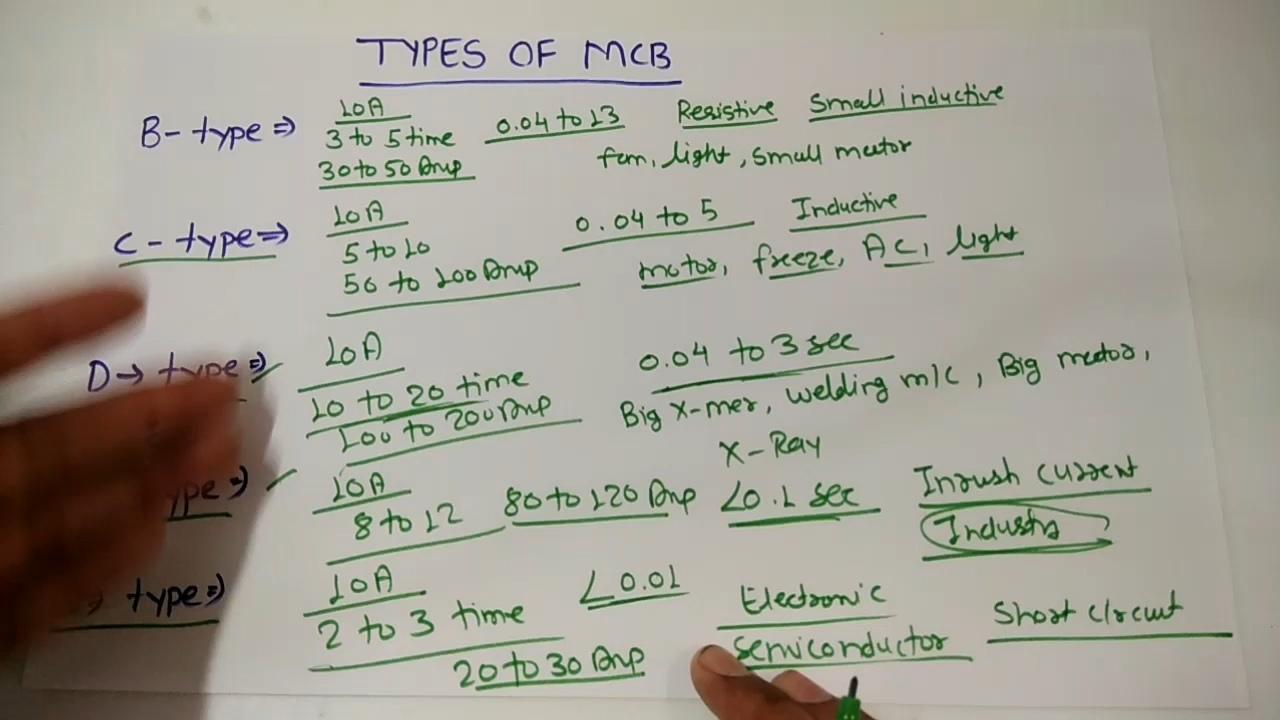 TYPES OF MCB
B- type ⇒ 10A 3 to 5 time 30 to 50 Amp 0.04 to 13 Resistive Small inductive
fan, light, small motor
C - type ⇒ 10A 5 to 10 50 to 100 Amp 0.04 to 5 Inductive
motor, freeze, AC, light
D → type ⇒ 10A 10 to 20 time 100 to 200 Amp 0.04 to 3 sec
Big X-mer, welding m/c, Big motor,
X-Ray
type ⇒ 10A 8 to 12 80 to 120 Amp <0.1 sec Inrush current
Industry
type ⇒ 10A 2 to 3 time 20 to 30 Amp <0.01 Electronic
Semiconductor Short circuit